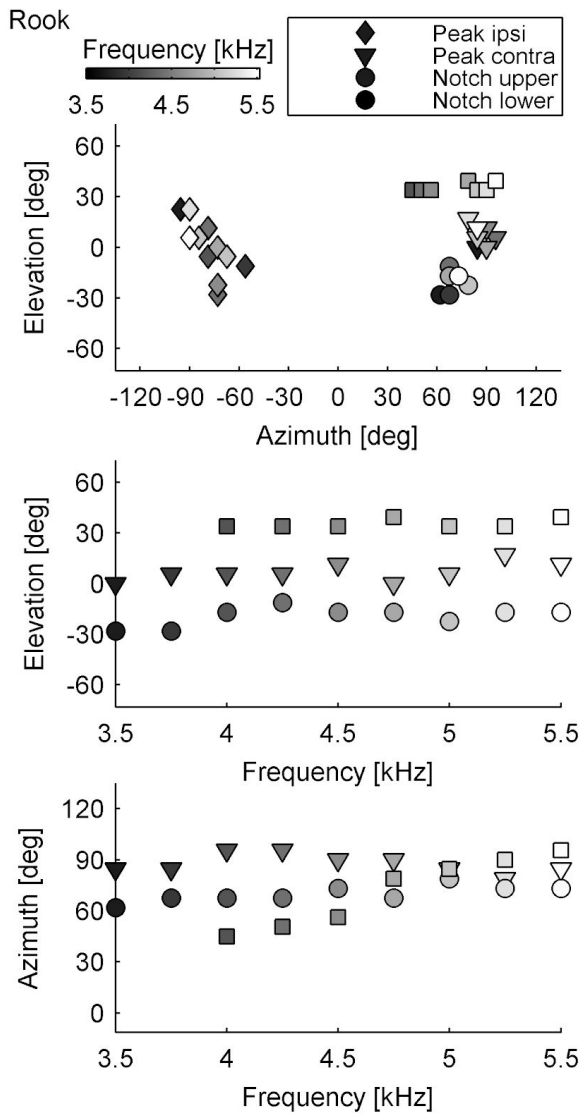 Rook
Frequency [kHz]
3.5 4.5 5.5
Peak ipsi
Peak contra
Notch upper
Notch lower
Elevation [deg]
60
30
0
-30
-60
-120 -90 -60 -30 0 30 60 90 120
Azimuth [deg]
Elevation [deg]
60
30
0
-30
-60
3.5 4 4.5 5 5.5
Frequency [kHz]
Azimuth [deg]
120
90
60
30
0
3.5 4 4.5 5 5.5
Frequency [kHz]